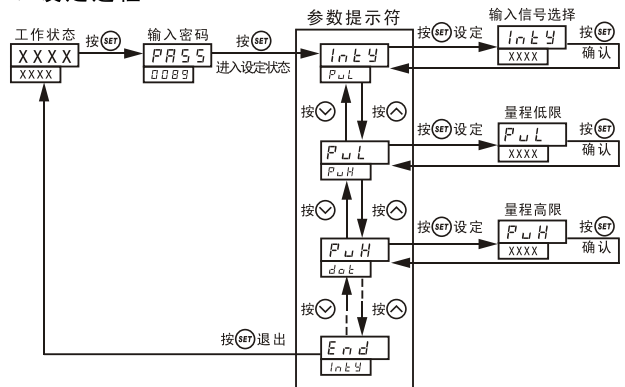 参数提示符
工作状态
XXXX
XXXX
按SET
输入密码
PASS
0089
按SET
进入设定状态
IntY
PuL
按SET设定
输入信号选择
IntY
XXXX
按SET
确认
按
按
PuL
PuH
按SET设定
量程低限
PuL
XXXX
按SET
确认
按
按
PuH
dot
按SET设定
量程高限
PuH
XXXX
按SET
确认
按
按
End
IntY
按SET退出